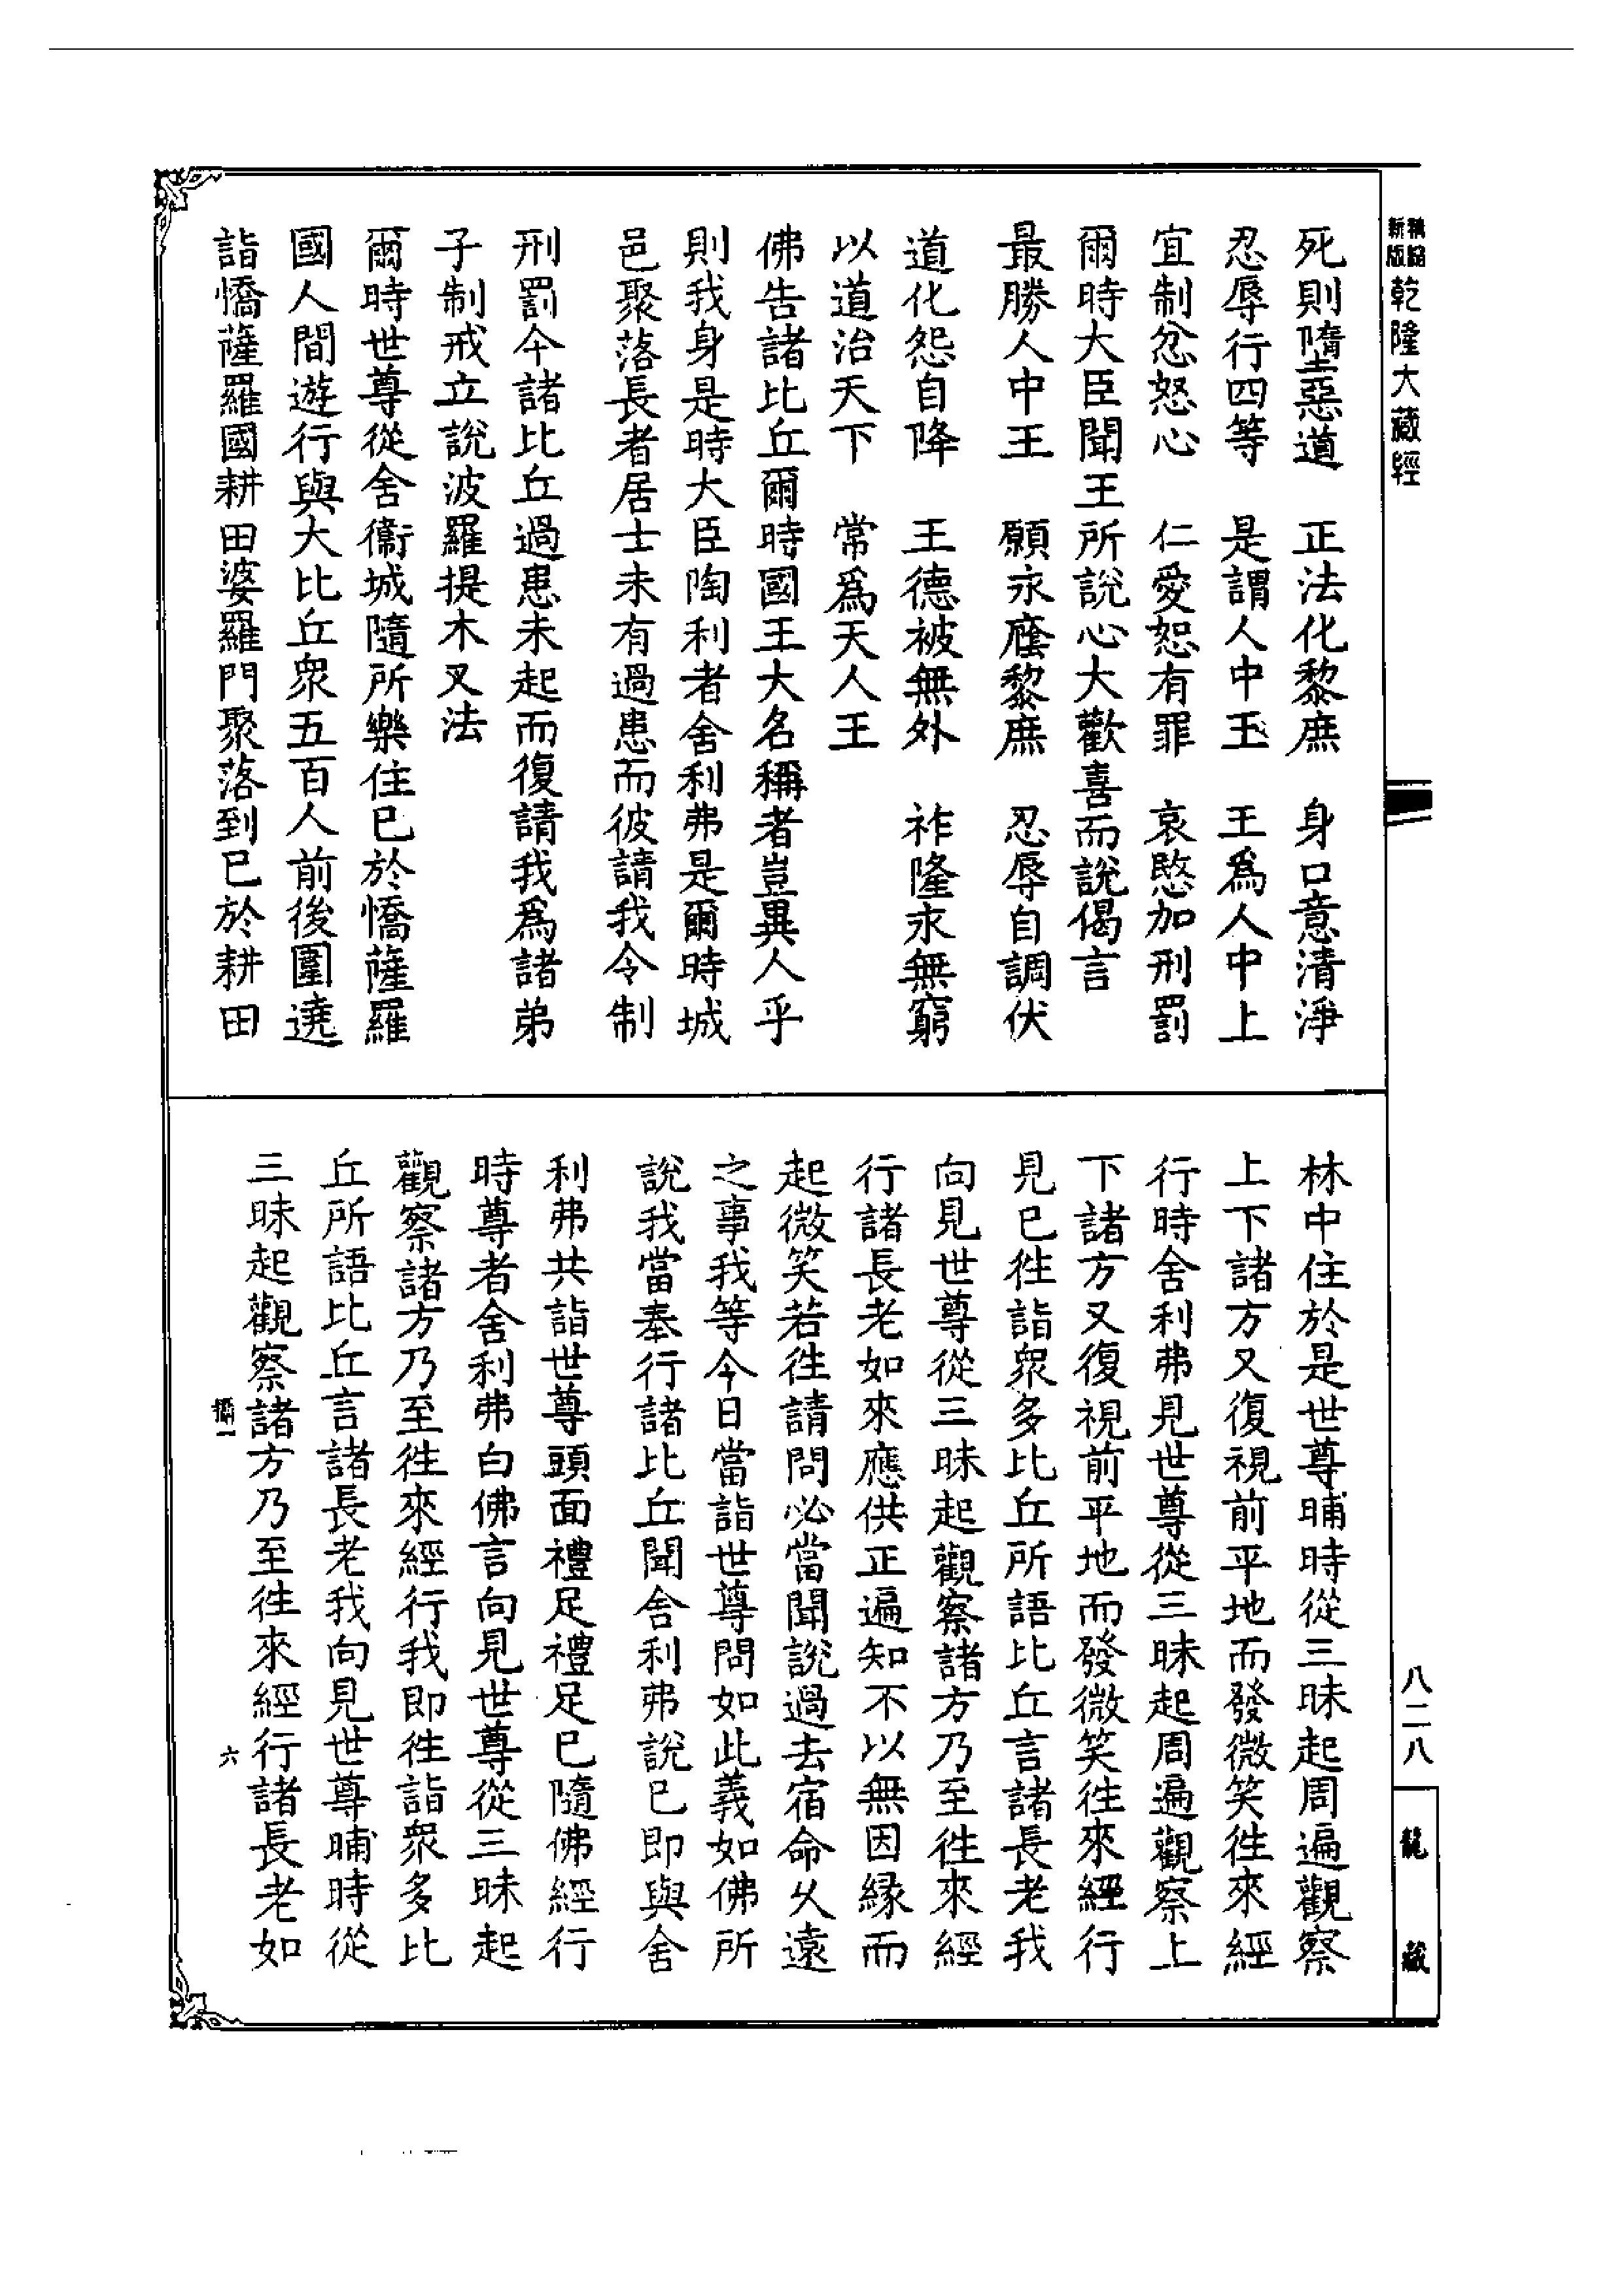 精縮新版乾隆大藏經
死則墮惡道　正法化黎庶　身口意清淨
忍辱行四等　是謂人中王　王爲人中上
宜制忿怒心　仁愛恕有罪　哀愍加刑罰
爾時大臣聞王所說心大歡喜而說偈言
最勝人中王　願永廕黎庶　忍辱自調伏
道化怨自降　王德被無外　祚隆永無窮
以道治天下　常爲天人王
佛告諸比丘爾時國王大名稱者豈異人乎
則我身是時大臣陶利者舍利弗是爾時城
邑聚落長者居士未有過患而彼請我令制
刑罰今諸比丘過患未起而復請我爲諸弟
子制戒立說波羅提木叉法
爾時世尊從舍衞城隨所樂住已於憍薩羅
國人間遊行與大比丘衆五百人前後圍遶
詣憍薩羅國耕田婆羅門聚落到已於耕田
林中住於是世尊晡時從三昧起周遍觀察
上下諸方又復視前平地而發微笑徃來經
行時舍利弗見世尊從三昧起周遍觀察上
下諸方又復視前平地而發微笑徃來經行
見已徃詣衆多比丘所語比丘言諸長老我
向見世尊從三昧起觀察諸方乃至徃來經
行諸長老如來應供正遍知不以無因緣而
起微笑若徃請問必當聞說過去宿命久遠
之事我等今日當詣世尊問如此義如佛所
說我當奉行諸比丘聞舍利弗說已即與舍
利弗共詣世尊頭面禮足禮足已隨佛經行
時尊者舍利弗白佛言向見世尊從三昧起
觀察諸方乃至徃來經行我即徃詣衆多比
丘所語比丘言諸長老我向見世尊晡時從
三昧起觀察諸方乃至徃來經行諸長老如
六
八二八
龍藏